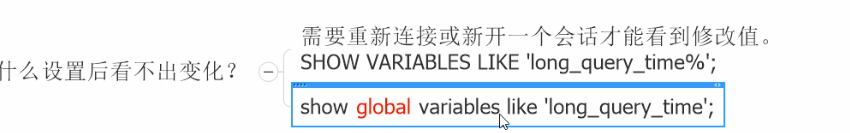 需要重新连接或新开一个会话才能看到修改值。
什么设置后看不出变化？
SHOW VARIABLES LIKE 'long_query_time%';
show global variables like 'long_query_time';